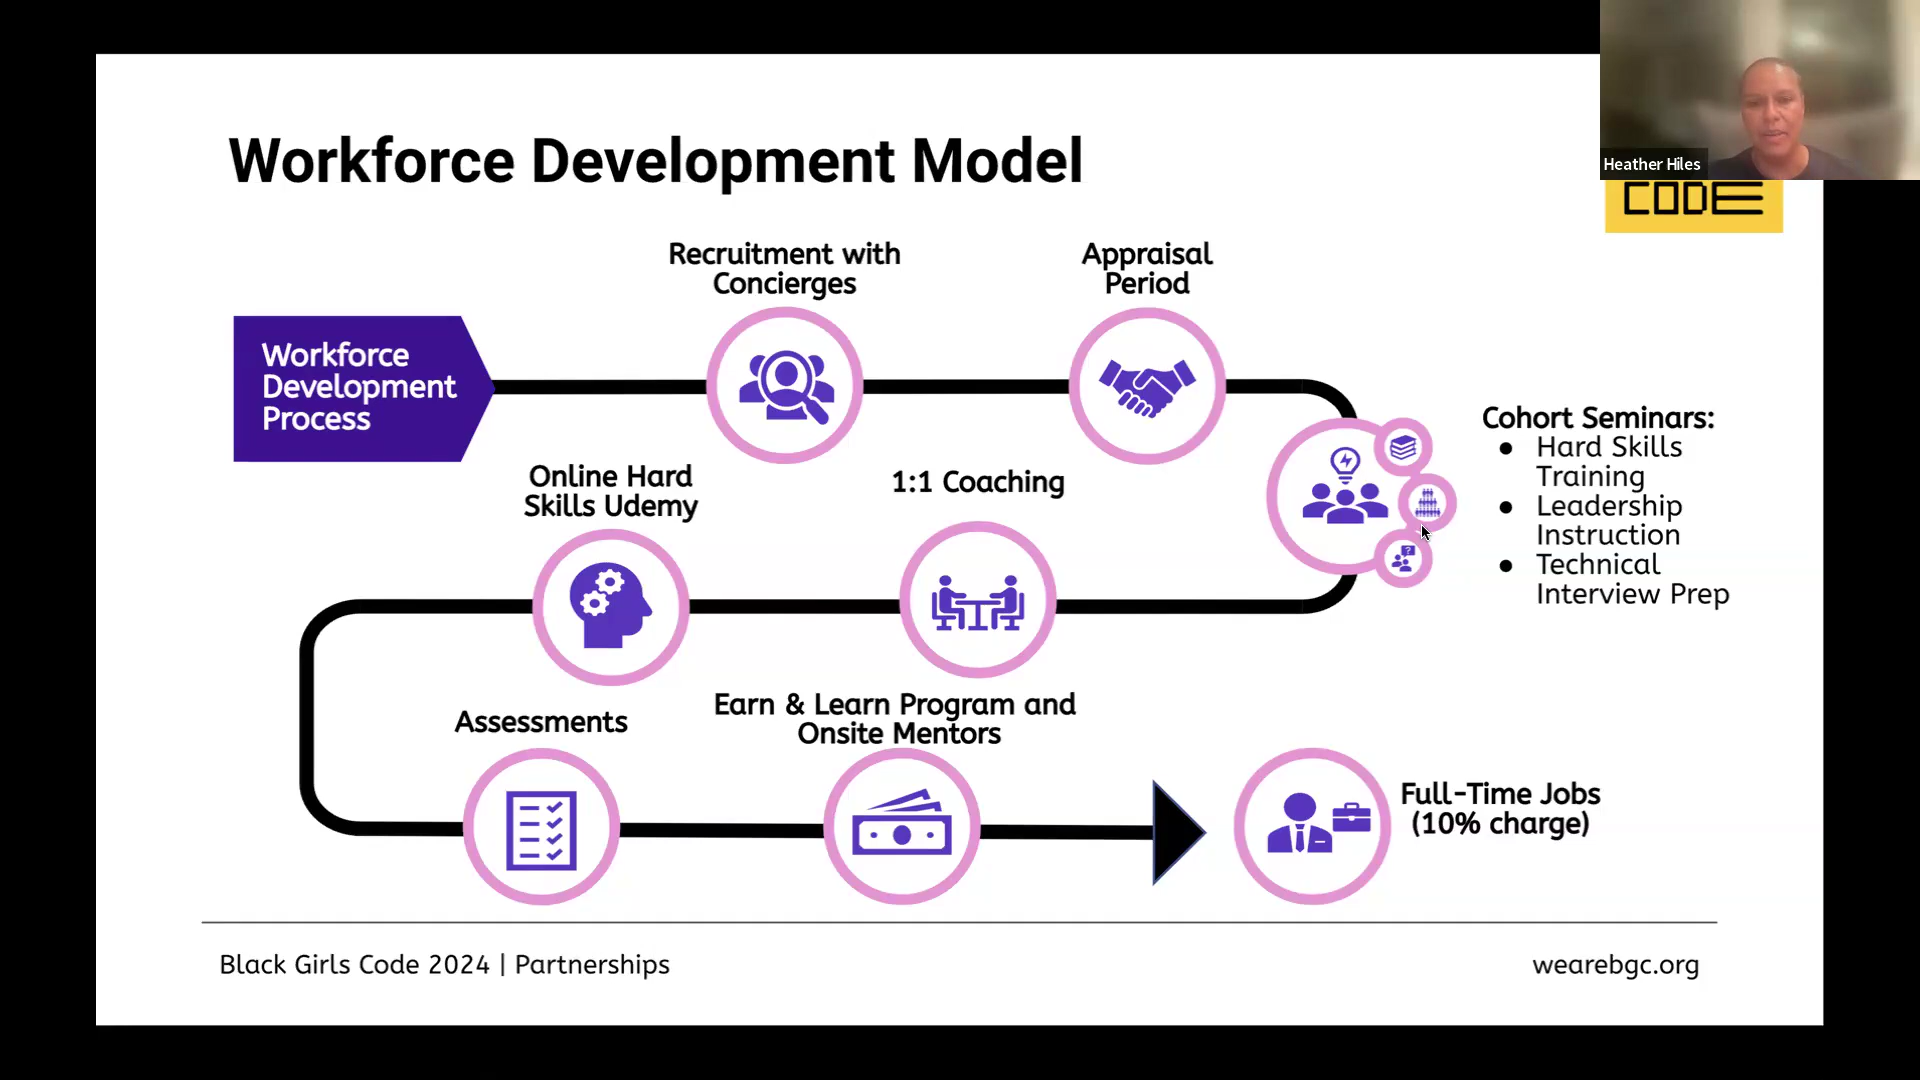 Heather Hiles
CODE
Workforce Development Model
Recruitment with
Concierges
Appraisal
Period
Workforce
Development
Process
Cohort Seminars:
● Hard Skills
Training
● Leadership
Instruction
● Technical
Interview Prep
Online Hard
Skills Udemy
1:1 Coaching
Assessments
Earn & Learn Program and
Onsite Mentors
Full-Time Jobs
(10% charge)
Black Girls Code 2024 | Partnerships
wearebgc.org